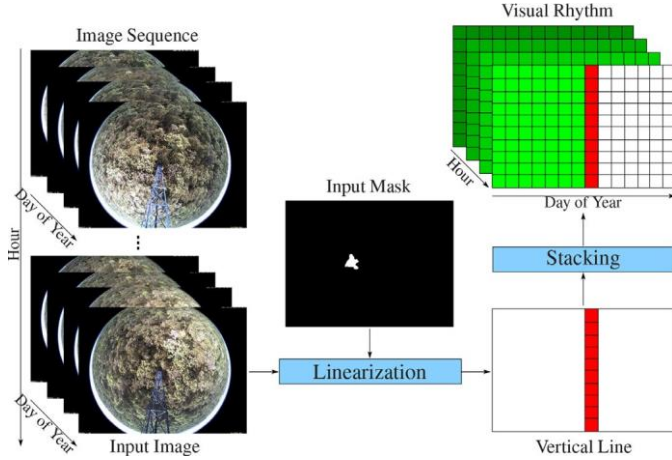 Image Sequence
Visual Rhythm
Hour
Day of Year
Hour
Day of Year
Input Mask
Stacking
Linearization
Day of Year
Input Image
Vertical Line